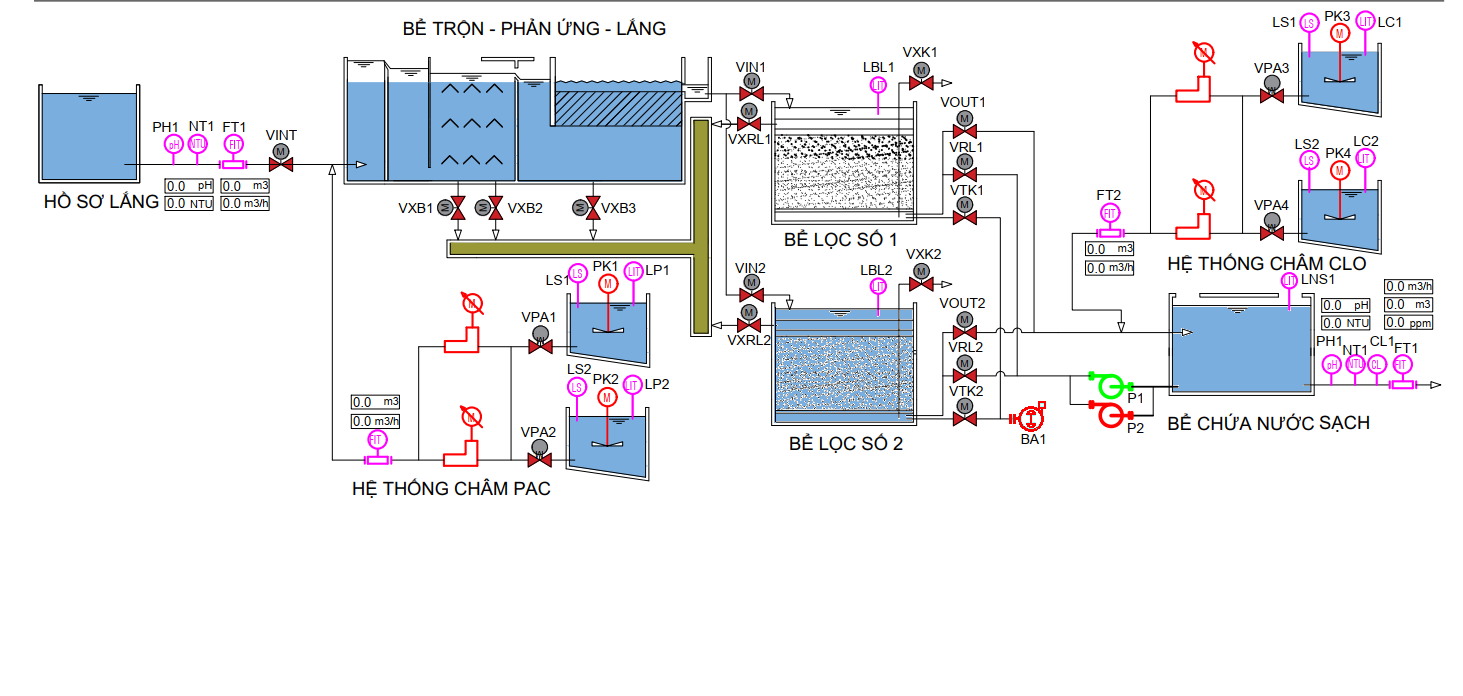 BỂ TRỘN - PHẢN ỨNG - LẮNG
PH1
NT1
FT1
VINT
pH
NTU
FIT
M
0.0 pH
0.0 m3
0.0 NTU
0.0 m3/h
HỒ SƠ LẮNG
VXB1
VXB2
VXB3
M
M
M
VIN1
M
M
VXRL1
LBL1
LIT
VXK1
M
VOUT1
M
VRL1
M
VTK1
M
BỂ LỌC SỐ 1
VIN2
M
M
VXRL2
LBL2
LIT
VXK2
M
VOUT2
M
VRL2
M
VTK2
M
BỂ LỌC SỐ 2
BA1
P1
P2
LS1
LS
PK1
M
LIT
LP1
M
VPA1
M
LS2
LS
PK2
M
LIT
LP2
M
VPA2
M
0.0 m3
0.0 m3/h
FIT
HỆ THỐNG CHÂM PAC
LS1
LS
PK3
M
LIT
LC1
M
VPA3
M
LS2
LS
PK4
M
LC2
LIT
M
VPA4
M
FT2
FIT
0.0 m3
0.0 m3/h
HỆ THỐNG CHÂM CLO
LIT
LNS1
0.0 m3/h
0.0 pH
0.0 m3
0.0 NTU
0.0 ppm
PH1
NT1
CL1
FT1
pH
NTU
CL
FIT
BỂ CHỨA NƯỚC SẠCH